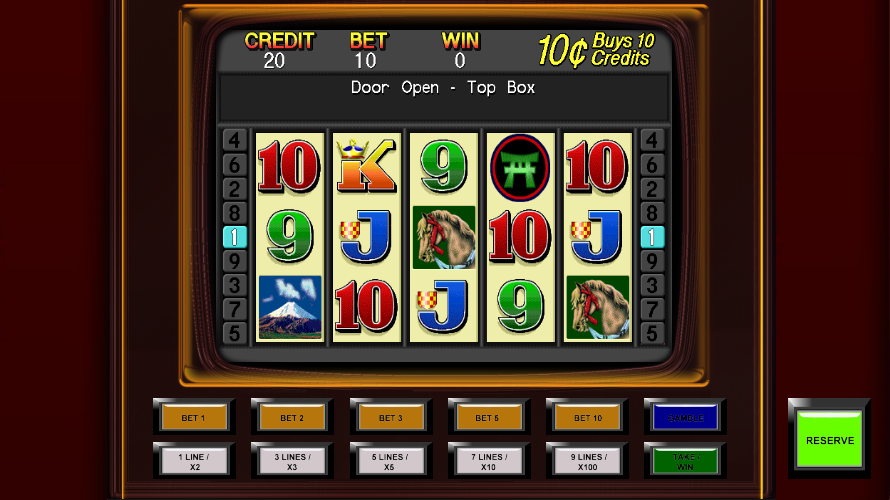 CREDIT BET WIN 10¢ Buys 10 Credits
20 10 0
Door Open - Top Box
4 10 K 9 10 4
6 6
2 2
8 9 J 10 J 8
1 1
9 9
3 10 J 9 3
7 7
5 5
BET 1 BET 2 BET 3 BET 5 BET 10 GAMBLE
1 LINE / X2 3 LINES / X3 5 LINES / X5 7 LINES / X10 9 LINES / X100 TAKE / WIN
RESERVE